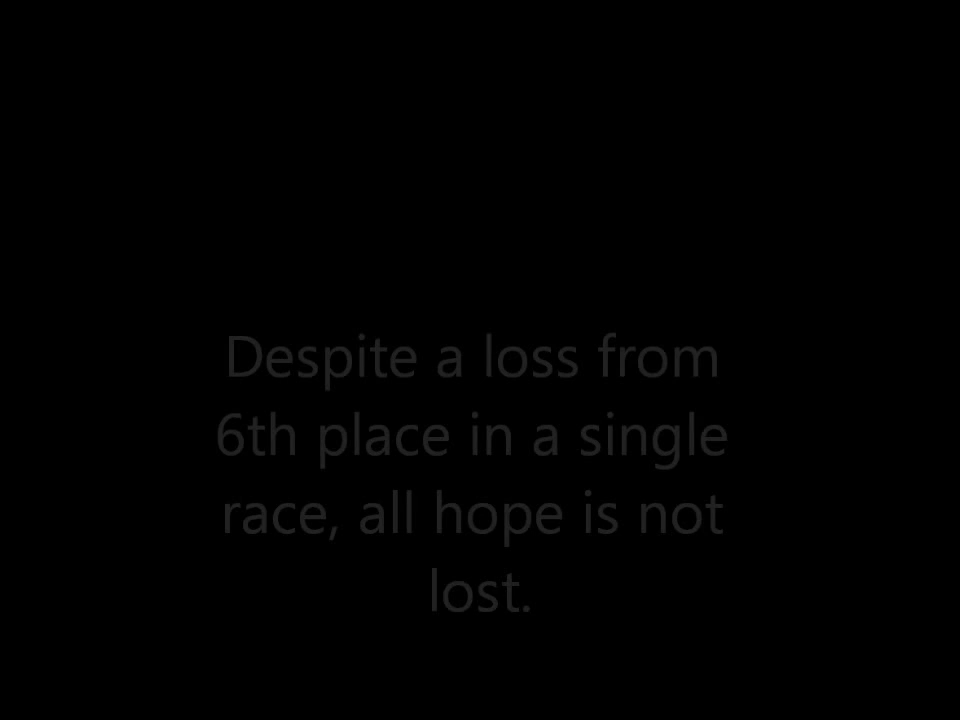 Despite a loss from
6th place in a single
race, all hope is not
lost.